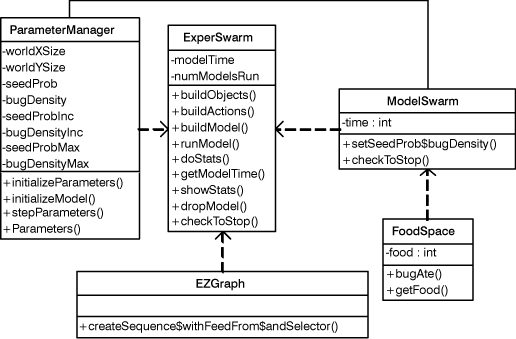 ParameterManager
-worldXSize
-worldYSize
-seedProb
-bugDensity
-seedProbInc
-bugDensityInc
-seedProbMax
-bugDensityMax
+initializeParameters()
+initializeModel()
+stepParameters()
+Parameters()
ExperSwarm
-modelTime
-numModelsRun
+buildObjects()
+buildActions()
+buildModel()
+runModel()
+doStats()
+getModelTime()
+showStats()
+dropModel()
+checkToStop()
ModelSwarm
-time : int
+setSeedProb$bugDensity()
+checkToStop()
FoodSpace
-food : int
+bugAte()
+getFood()
EZGraph
+createSequence$withFeedFrom$andSelector()